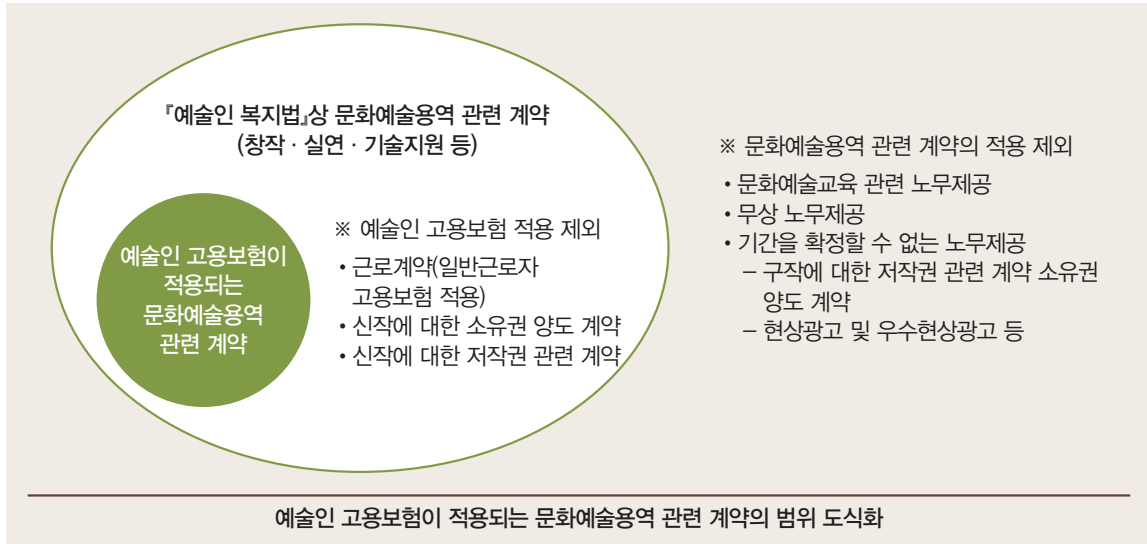 『예술인 복지법』상 문화예술용역 관련 계약
(창작 · 실연 · 기술지원 등)
예술인 고용보험이
적용되는
문화예술용역
관련 계약
※ 예술인 고용보험 적용 제외
• 근로계약(일반근로자
고용보험 적용)
• 신작에 대한 소유권 양도 계약
• 신작에 대한 저작권 관련 계약
※ 문화예술용역 관련 계약의 적용 제외
• 문화예술교육 관련 노무제공
• 무상 노무제공
• 기간을 확정할 수 없는 노무제공
– 구작에 대한 저작권 관련 계약 소유권
양도 계약
– 현상광고 및 우수현상광고 등
예술인 고용보험이 적용되는 문화예술용역 관련 계약의 범위 도식화